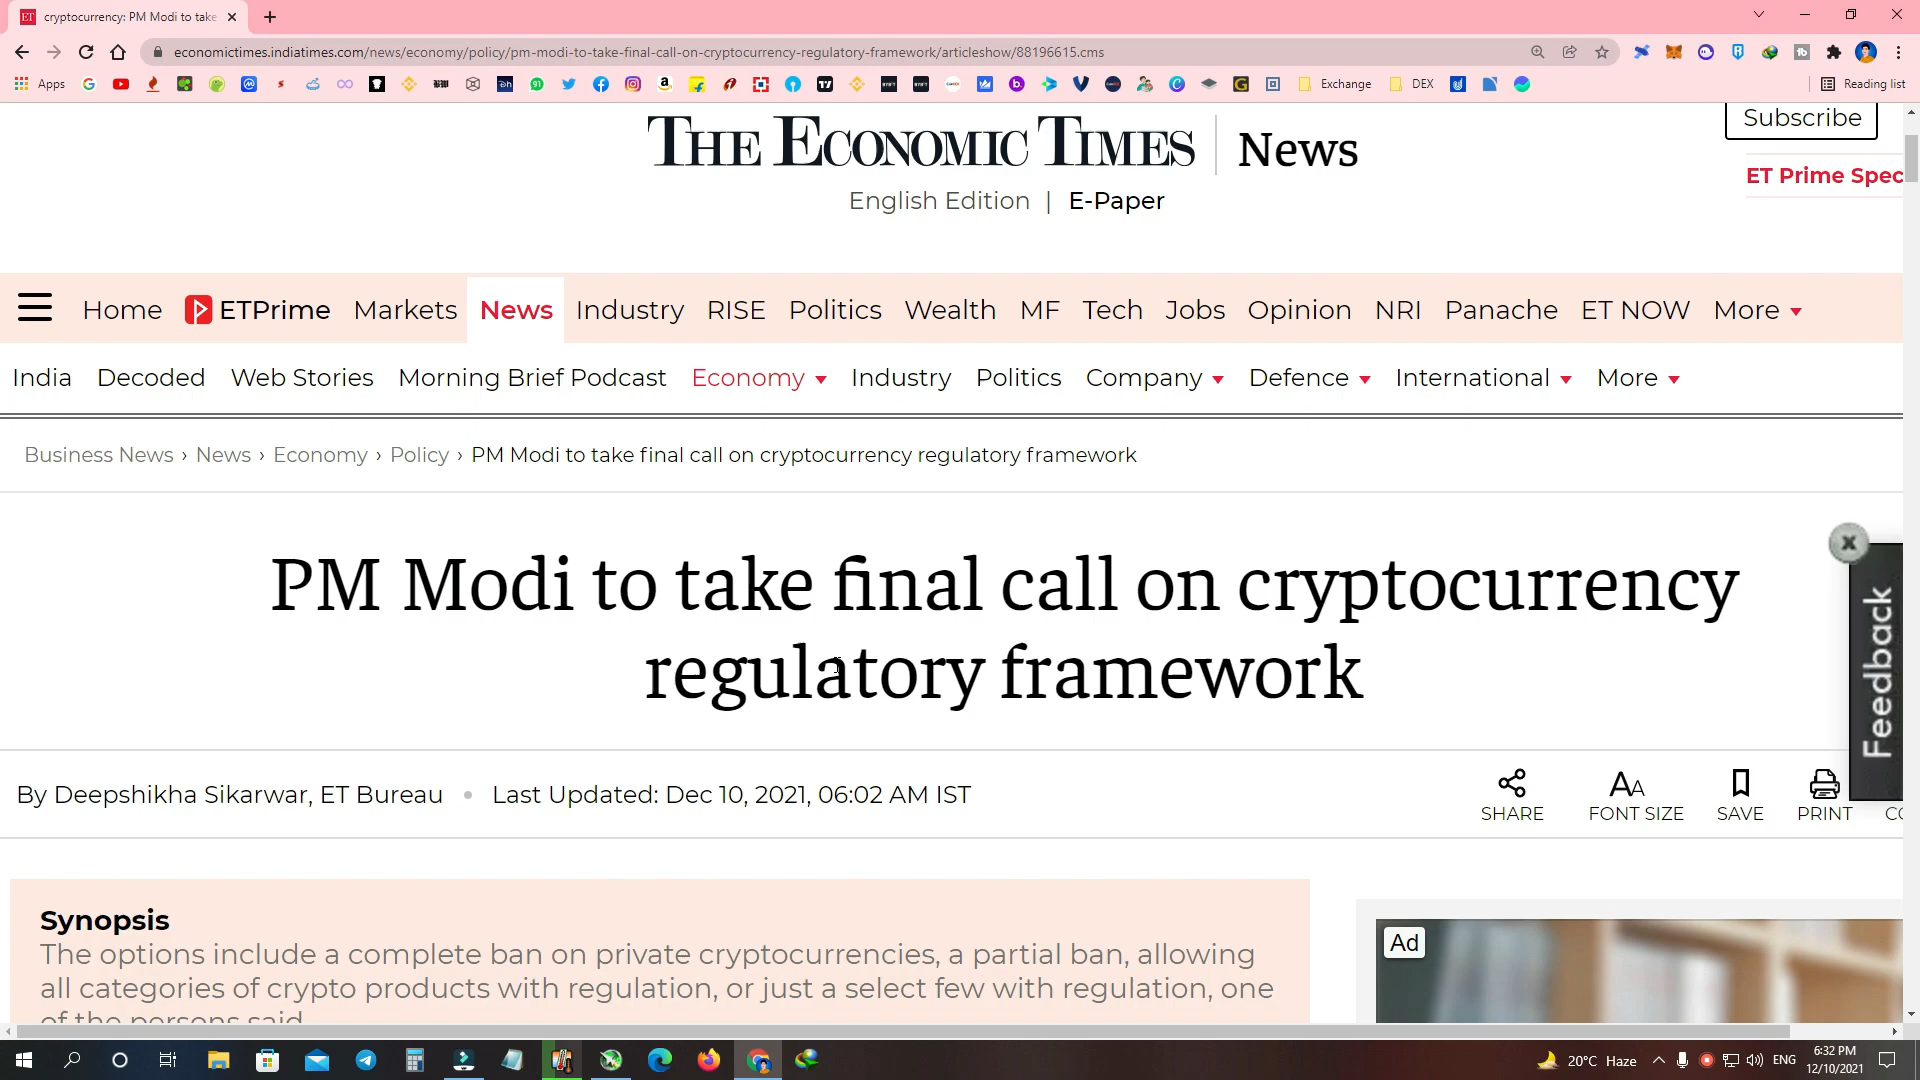 cryptocurrency: PM Modi to take
economictimes.indiatimes.com/news/economy/policy/pm-modi-to-take-final-call-on-cryptocurrency-regulatory-framework/articleshow/88196615.cms
Apps
Exchange
DEX
Reading list
THE ECONOMIC TIMES | News
Subscribe
ET Prime Spec
English Edition | E-Paper
Home ETPrime Markets News Industry RISE Politics Wealth MF Tech Jobs Opinion NRI Panache ET NOW More
India Decoded Web Stories Morning Brief Podcast Economy Industry Politics Company Defence International More
Business News › News › Economy › Policy › PM Modi to take final call on cryptocurrency regulatory framework
PM Modi to take final call on cryptocurrency
regulatory framework
Feedback
By Deepshikha Sikarwar, ET Bureau • Last Updated: Dec 10, 2021, 06:02 AM IST
SHARE FONT SIZE SAVE PRINT
Synopsis
The options include a complete ban on private cryptocurrencies, a partial ban, allowing
all categories of crypto products with regulation, or just a select few with regulation, one
of the persons said
Ad
20°C Haze
ENG
6:32 PM
12/10/2021